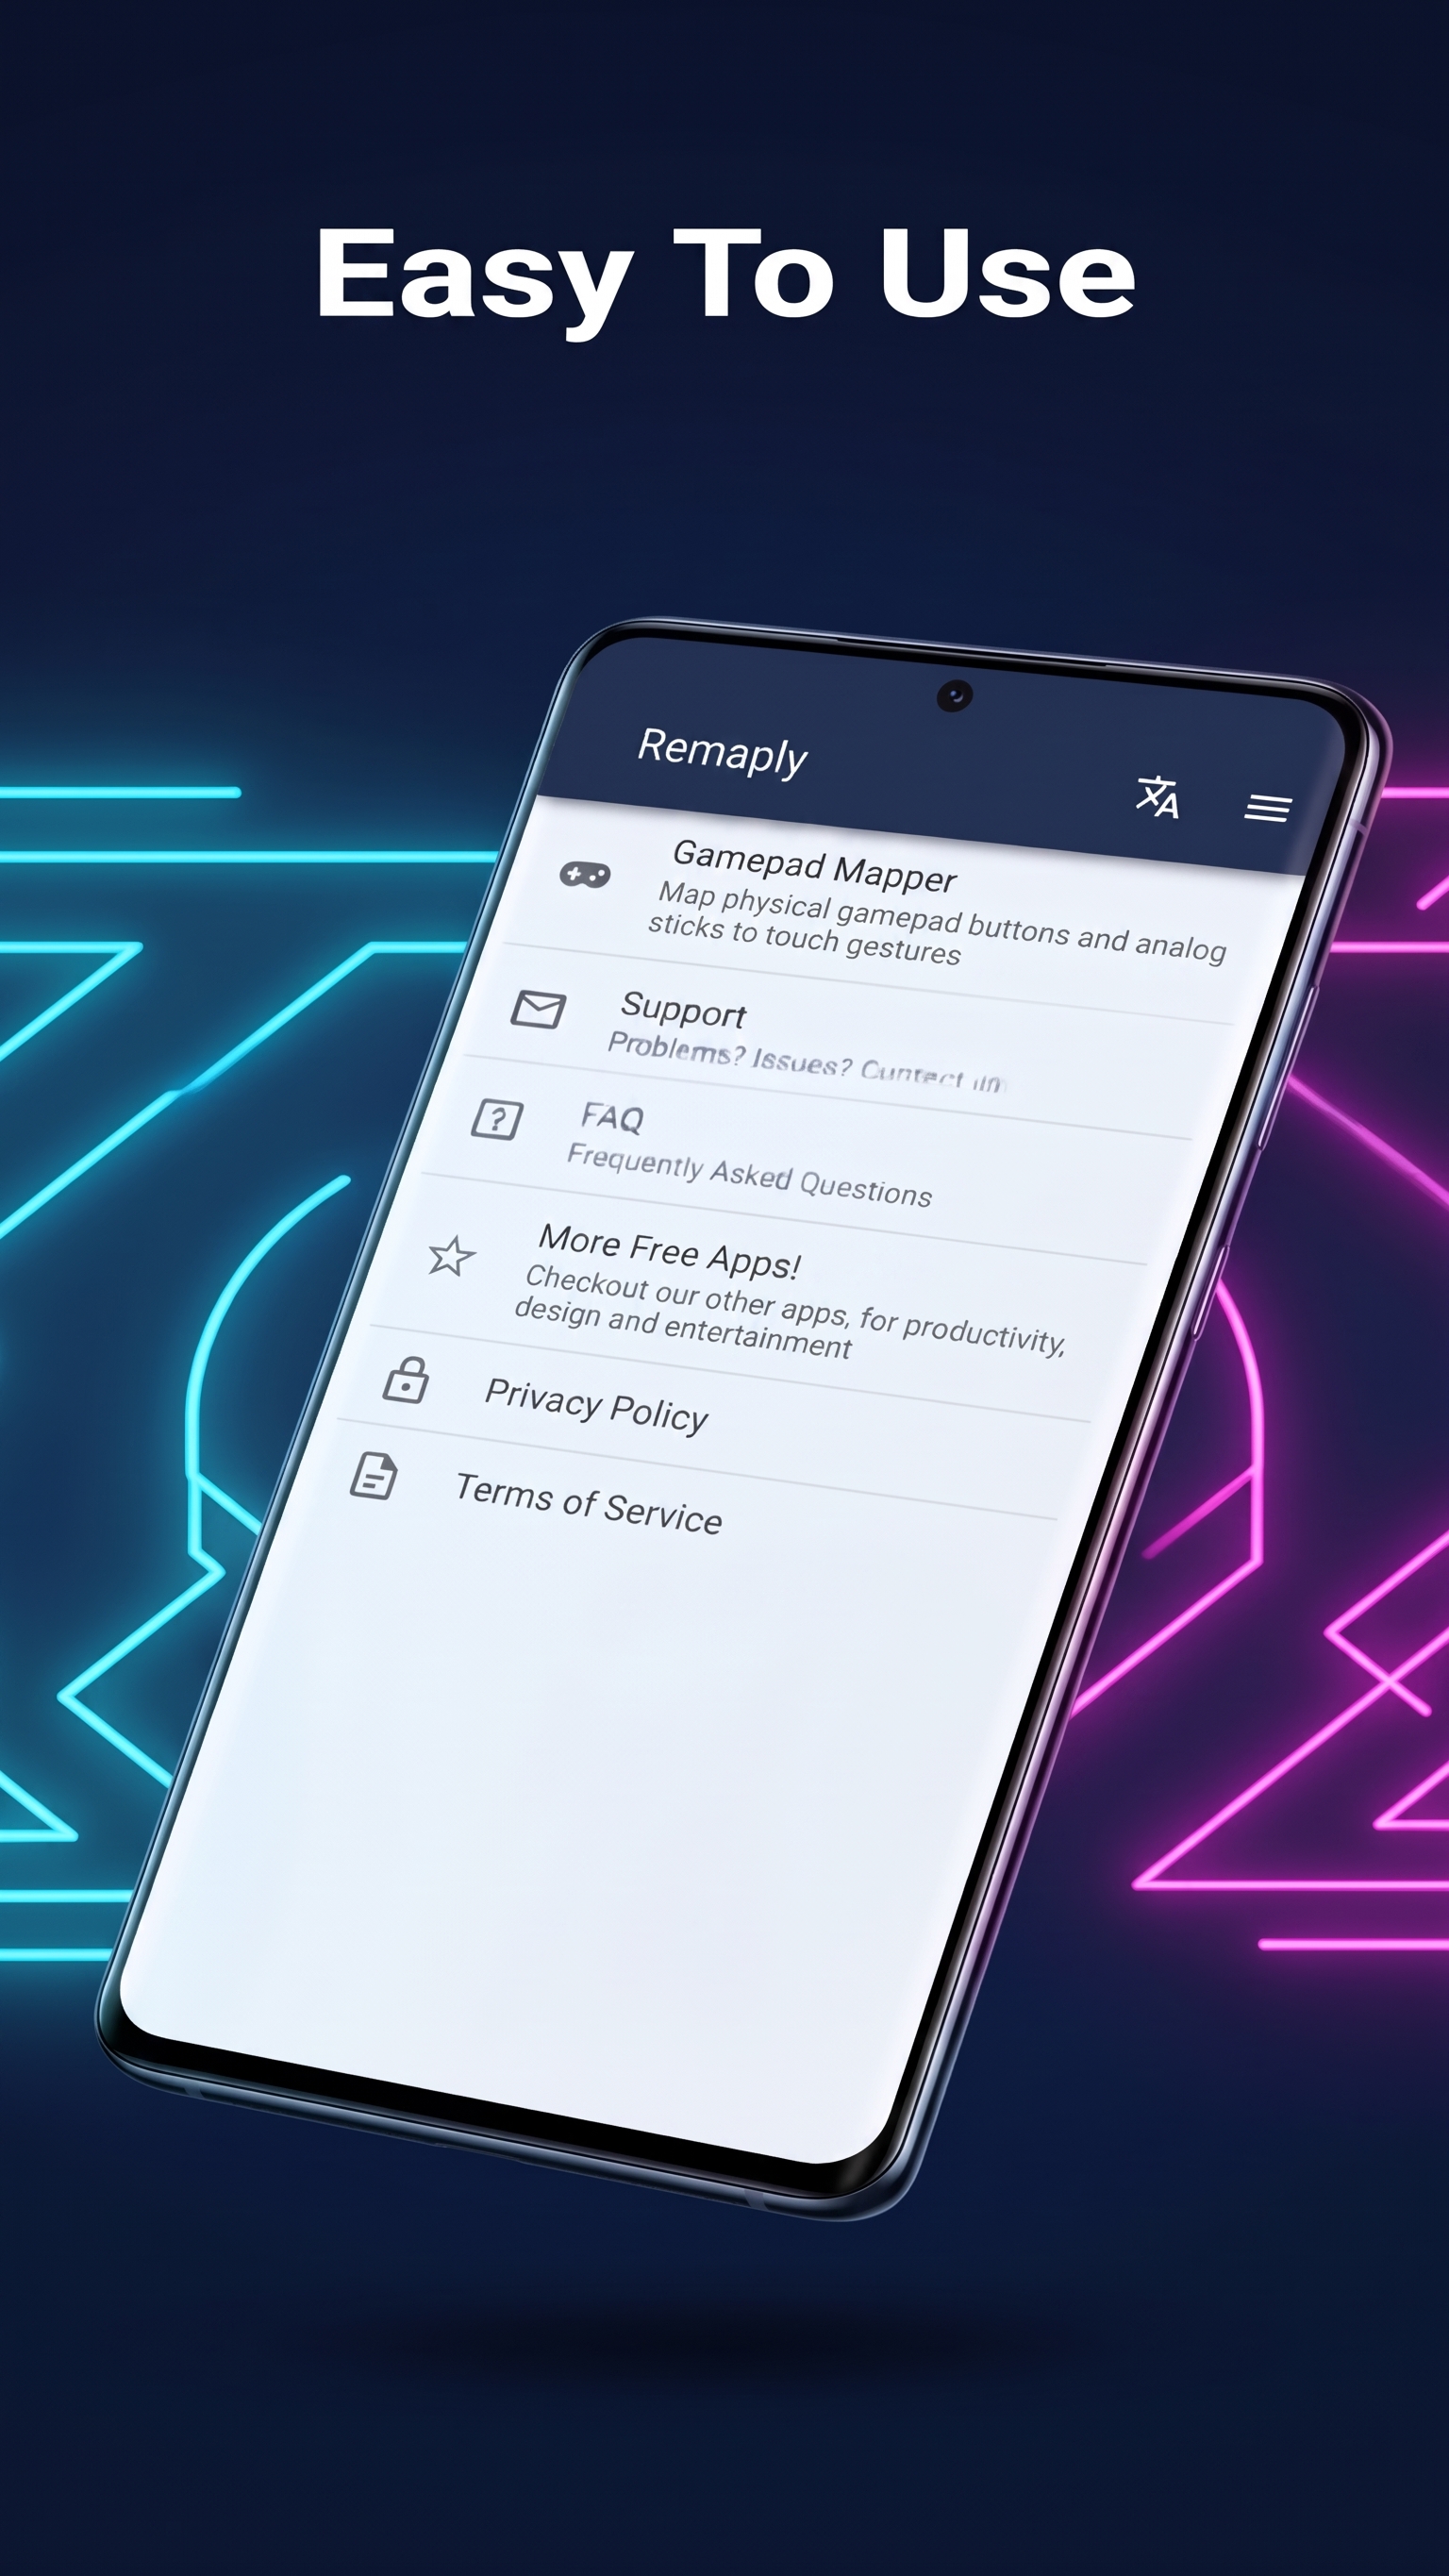 Easy To Use
Remaply
Gamepad Mapper
Map physical gamepad buttons and analog
sticks to touch gestures
Support
Problems? Issues?
FAQ
Frequently Asked Questions
More Free Apps!
Checkout our other apps, for productivity,
design and entertainment
Privacy Policy
Terms of Service